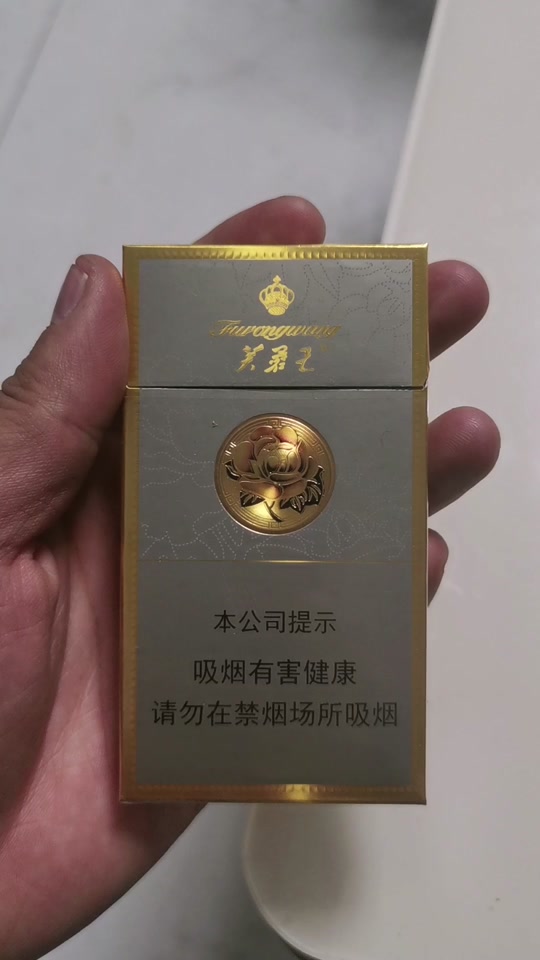 Furongwang
芙蓉王
本公司提示
吸烟有害健康
请勿在禁烟场所吸烟